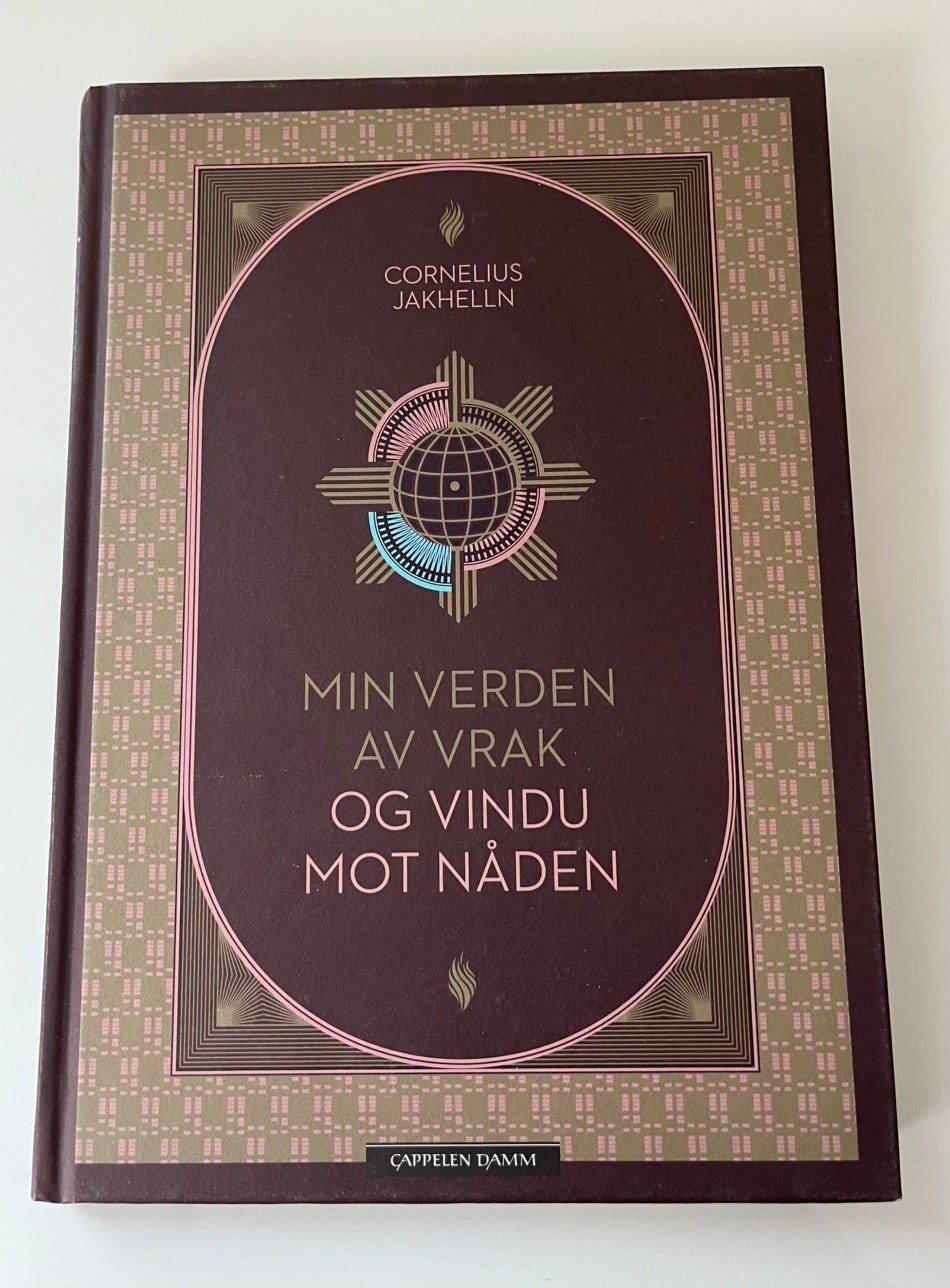 CORNELIUS
JAKHELLN
MIN VERDEN
AV VRAK
OG VINDU
MOT NÅDEN
CAPPELEN DAMM